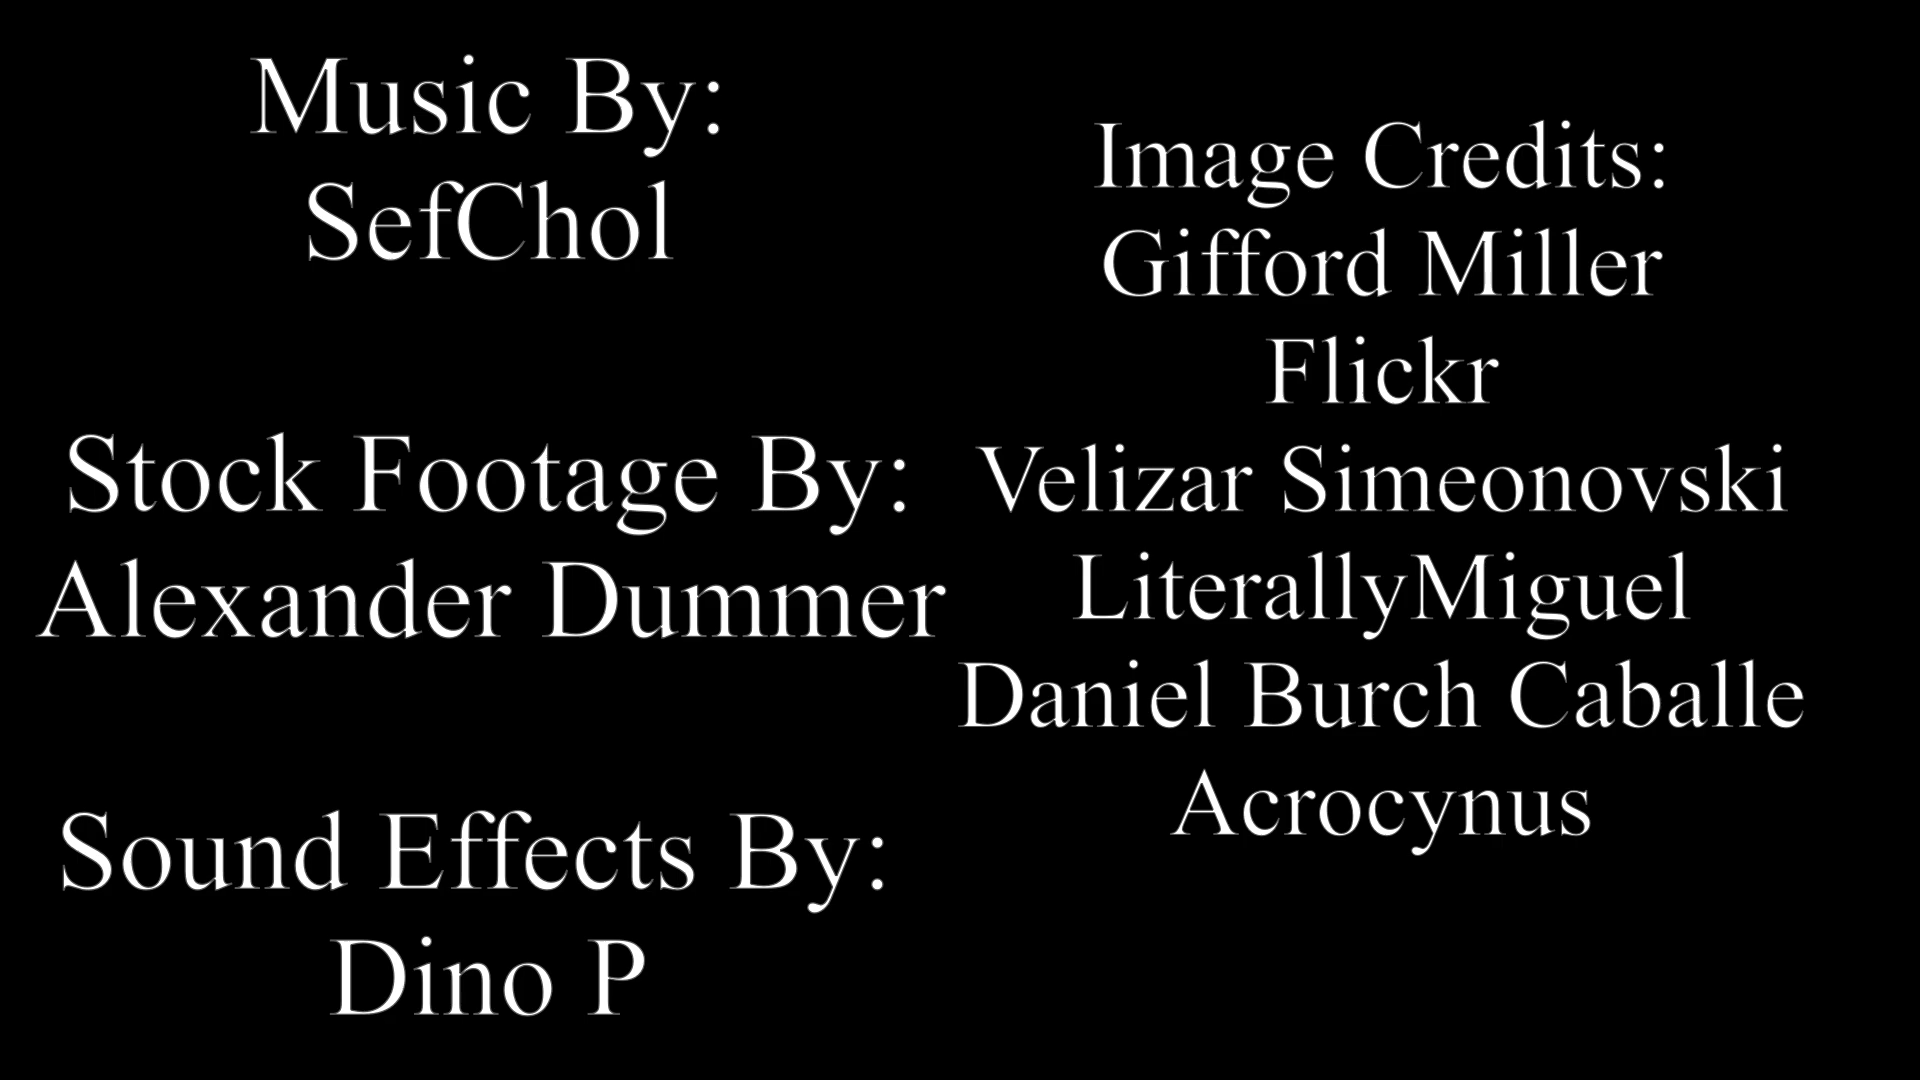 Music By:
SefChol
Stock Footage By:
Alexander Dummer
Sound Effects By:
Dino P
Image Credits:
Gifford Miller
Flickr
Velizar Simeonovski
LiterallyMiguel
Daniel Burch Caballe
Acrocynus